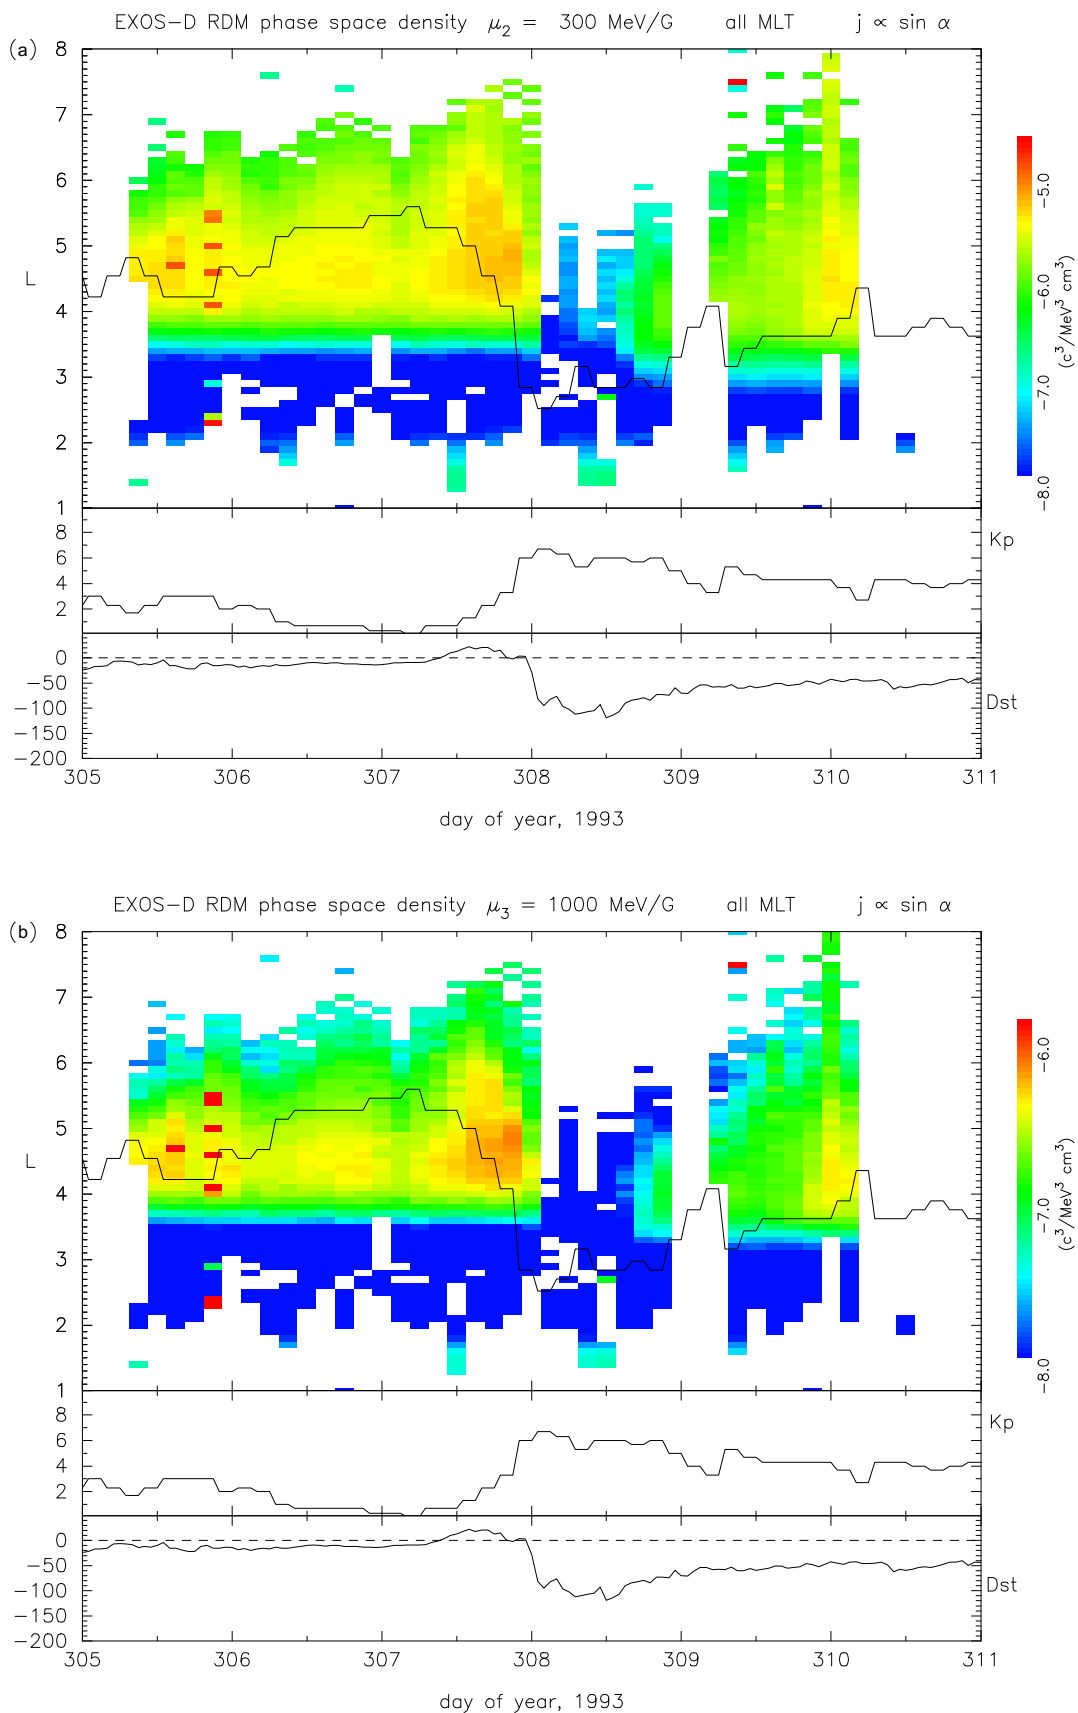 EXOS-D RDM phase space density μ₂ = 300 MeV/G all MLT j ∝ sin α
(a)
8
7
6
5
4
3
2
1
L
-5.0
-6.0
-7.0
-8.0
(c³/MeV³ cm³)
8
6
4
2
Kp
0
-50
-100
-150
-200
Dst
305 306 307 308 309 310 311
day of year, 1993
EXOS-D RDM phase space density μ₃ = 1000 MeV/G all MLT j ∝ sin α
(b)
8
7
6
5
4
3
2
1
L
-6.0
-7.0
-8.0
(c³/MeV³ cm³)
8
6
4
2
Kp
0
-50
-100
-150
-200
Dst
305 306 307 308 309 310 311
day of year, 1993